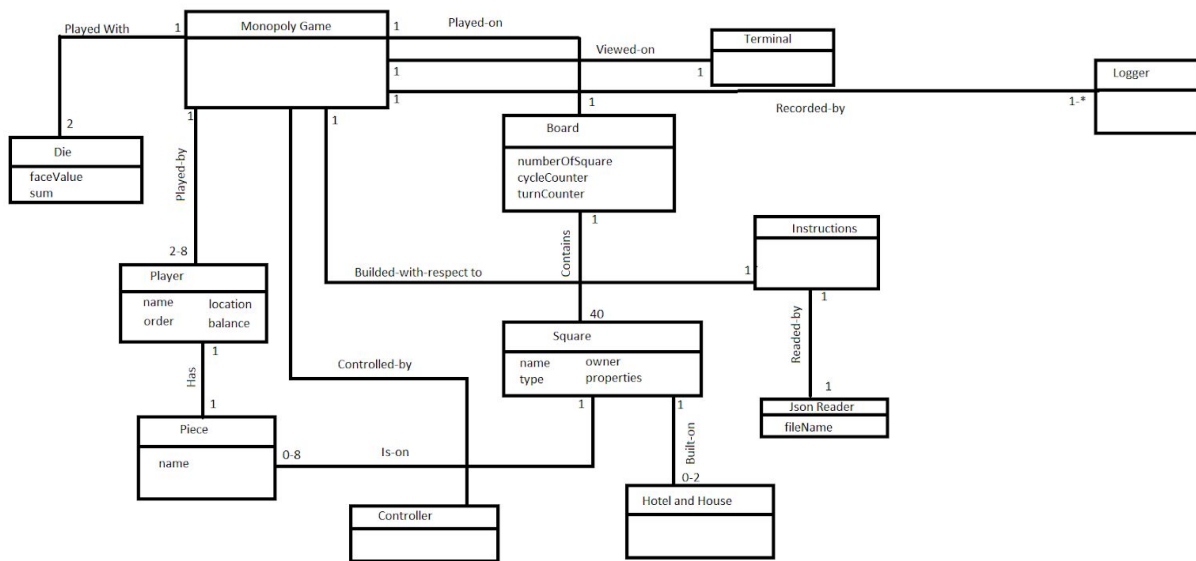 Monopoly Game
Played With
1
1
Played-on
Terminal
Viewed-on
1
1
Logger
1
Recorded-by
1-*
1
1
1
2
Die
faceValue
sum
Board
numberOfSquare
cycleCounter
turnCounter
1
Played-by
2-8
Player
name
location
order
balance
1
Has
1
Piece
name
0-8
Is-on
Contains
Builded-with-respect to
1
Instructions
1
Readed-by
1
Json Reader
fileName
40
Square
name
owner
type
properties
1
1
Built-on
0-2
Hotel and House
Controlled-by
Controller